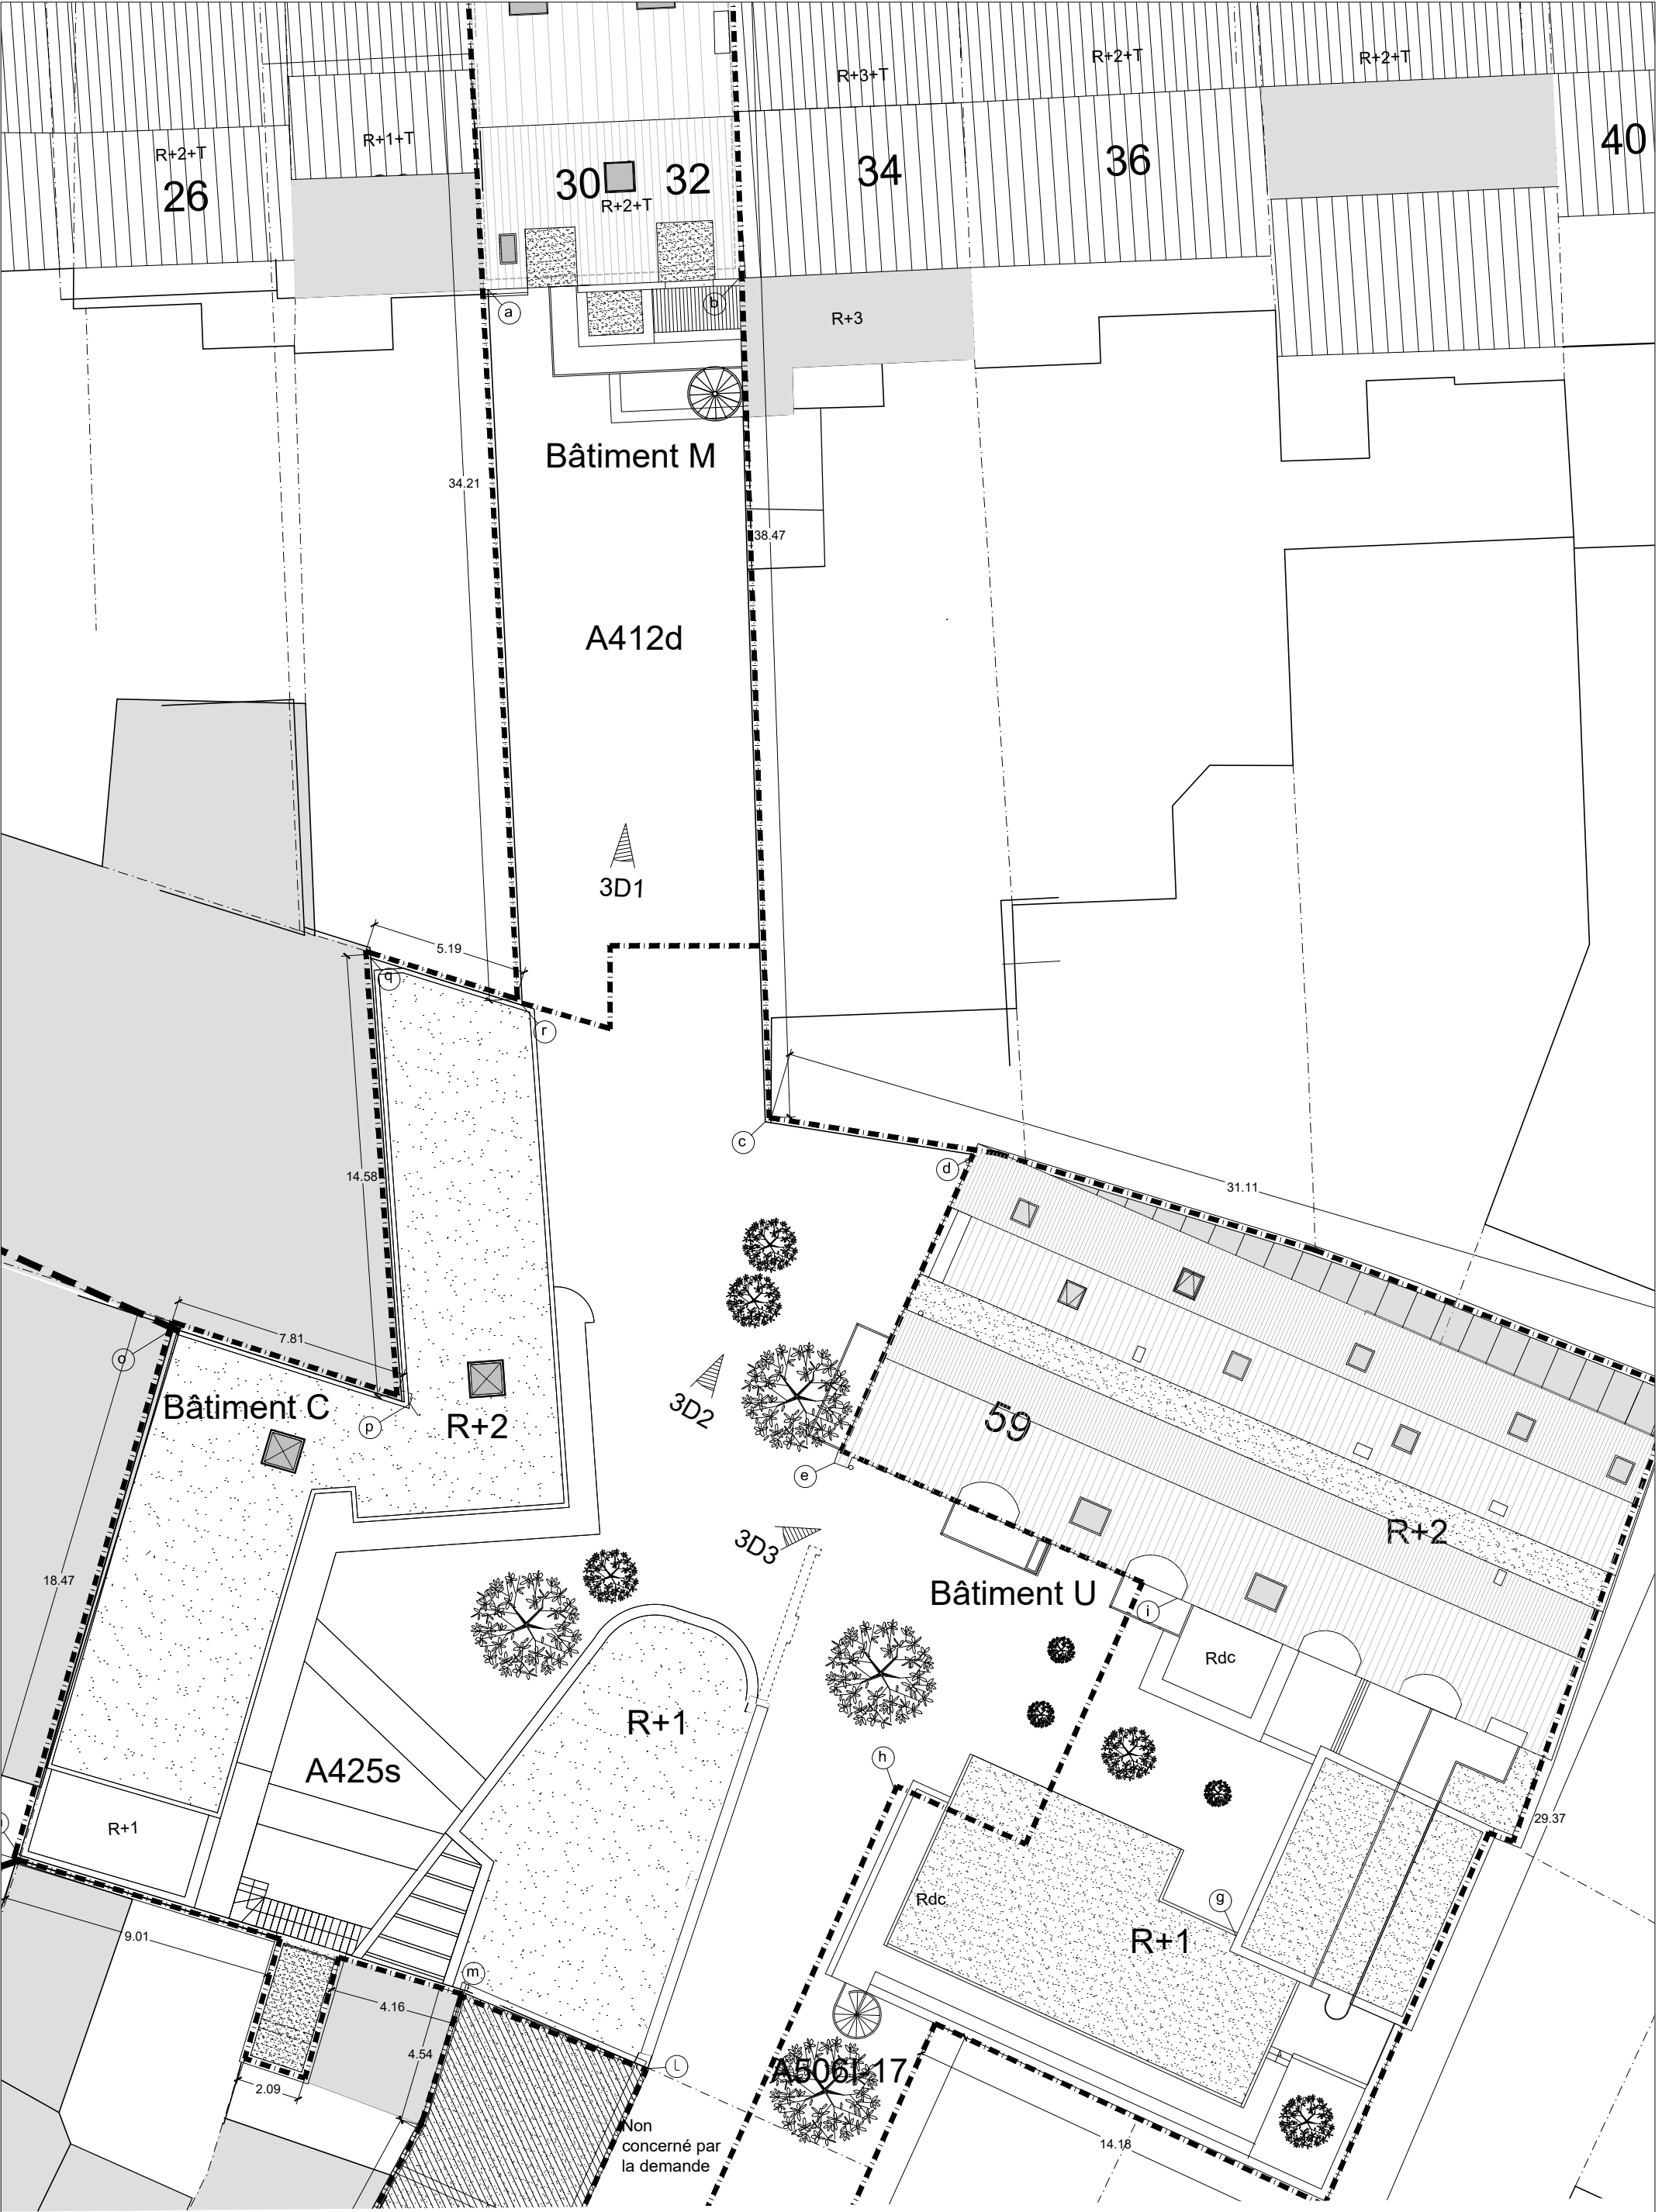 R+3+T
R+2+T
R+2+T
R+2+T
26
R+1+T
30
32
R+2+T
34
36
40
a
b
R+3
Bâtiment M
34.21
38.47
A412d
3D1
5.19
q
r
c
d
14.58
31.11
7.81
o
Bâtiment C
p
R+2
3D2
59
e
3D3
R+2
18.47
Bâtiment U
i
Rdc
R+1
h
A425s
R+1
29.37
Rdc
g
R+1
9.01
m
4.16
4.54
2.09
L
A506l-17
Non
concerné par
la demande
14.18